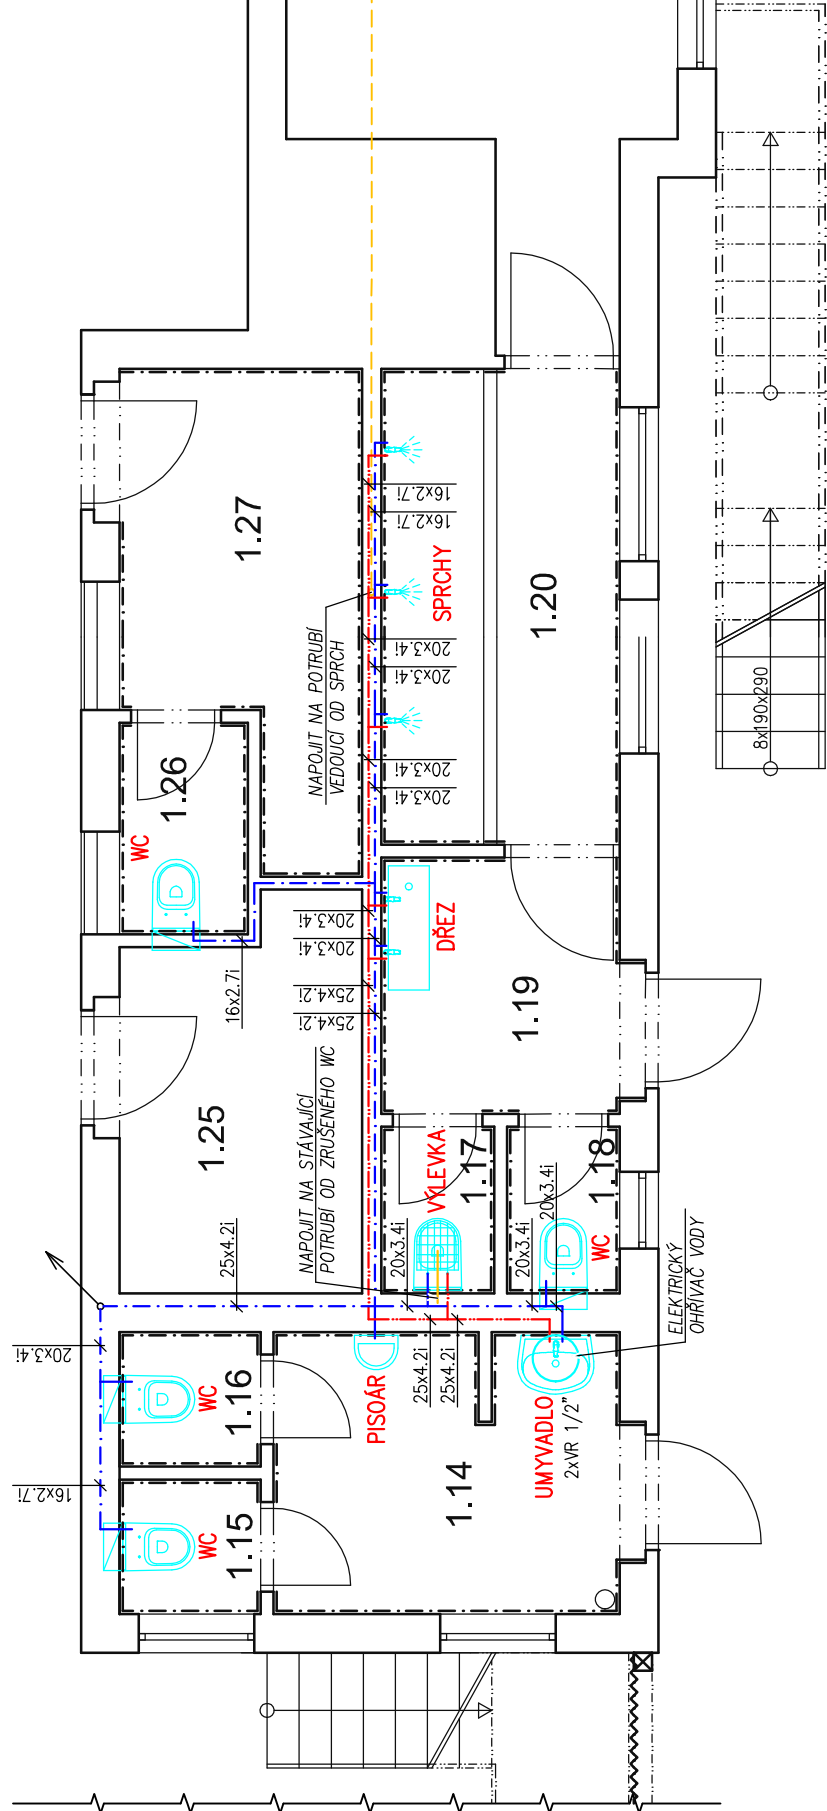 16x2.7i
16x2.7i
1.27
SPRCHY
1.20
NAPOJIT NA POTRUBÍ
VEDOUCÍ OD SPRCH
20x3.4i
20x3.4i
8x190x290
1.26
WC
20x3.4i
20x3.4i
20x3.4i
20x3.4i
DŘEZ
16x2.7i
25x4.2i
25x4.2i
1.19
1.25
NAPOJIT NA STÁVAJÍCÍ
POTRUBÍ OD ZRUŠENÉHO WC
VÝLEVKA
1.17
1.18
25x4.2i
20x3.4i
20x3.4i
20x3.4i
WC
ELEKTRICKÝ
OHŘÍVAČ VODY
20x3.4i
WC
1.16
PISOÁR
25x4.2i
25x4.2i
UMYVADLO
2xVR 1/2"
16x2.7i
1.14
WC
1.15